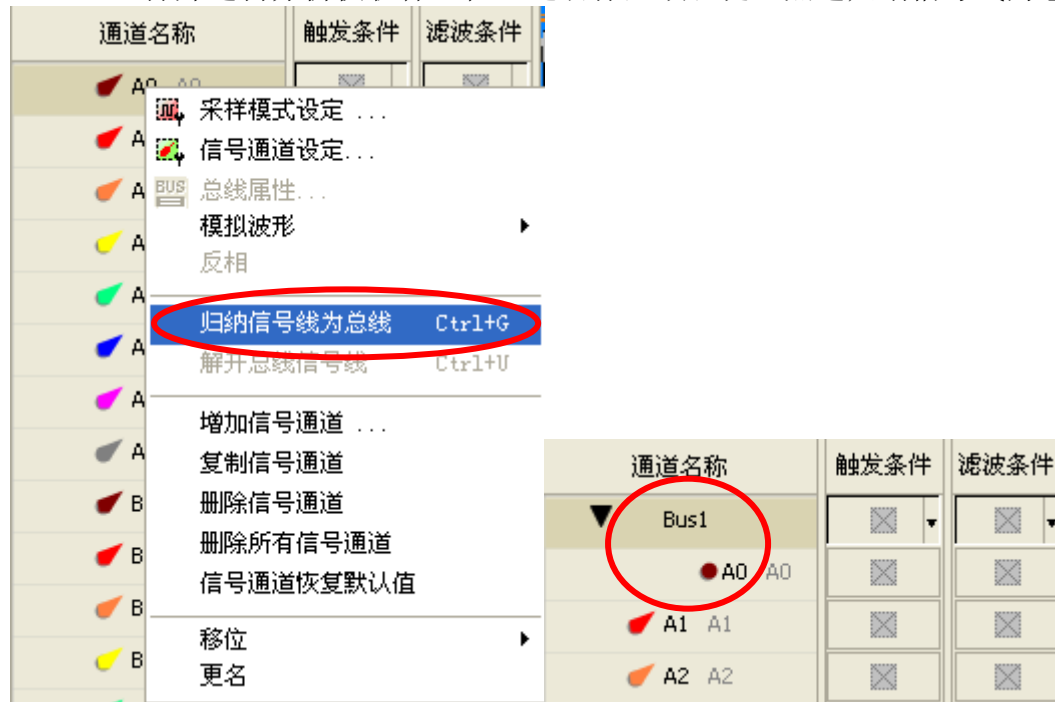 通道名称 触发条件 滤波条件
A0 A0
采样模式设定 ...
A
信号通道设定...
A
BUS 总线属性...
模拟波形
A
反相
A
归纳信号线为总线 Ctrl+G
A
解开总线信号线 Ctrl+U
A
增加信号通道 ...
A
复制信号通道
B
删除信号通道
删除所有信号通道
B
信号通道恢复默认值
B
移位
B
更名
通道名称 触发条件 滤波条件
Bus1
A0 A0
A1 A1
A2 A2